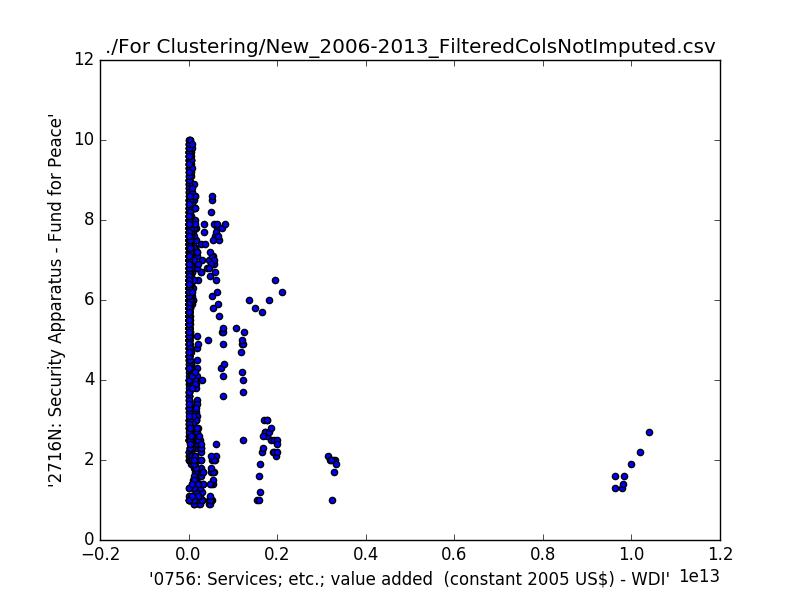 ./For Clustering/New_2006-2013_FilteredColsNotImputed.csv
12
10
8
6
4
2
0
'2716N: Security Apparatus - Fund for Peace'
−0.2 0.0 0.2 0.4 0.6 0.8 1.0 1.2
1e13
'0756: Services; etc.; value added  (constant 2005 US$) - WDI'